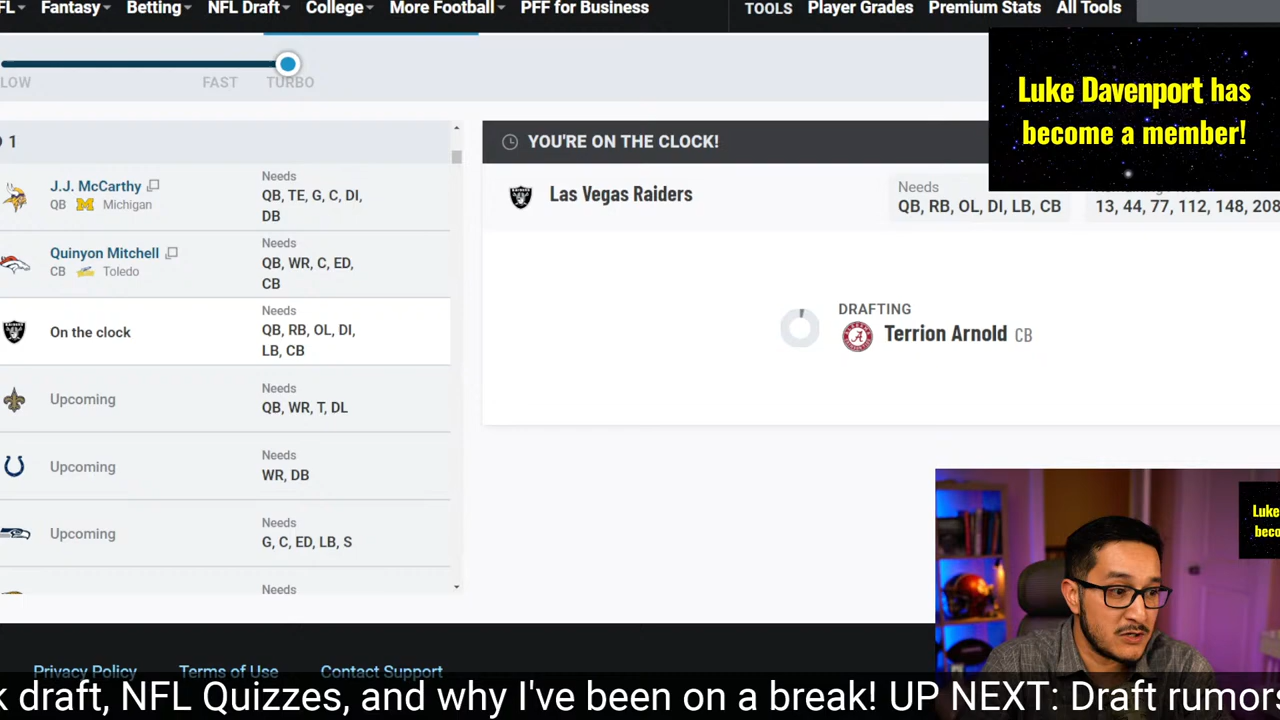 FL Fantasy Betting NFL Draft College More Football PFF for Business TOOLS Player Grades Premium Stats All Tools
LOW FAST TURBO
1
J.J. McCarthy
QB Michigan
Needs
QB, TE, G, C, DI,
DB
Quinyon Mitchell
CB Toledo
Needs
QB, WR, C, ED,
CB
On the clock
Needs
QB, RB, OL, DI,
LB, CB
Upcoming
Needs
QB, WR, T, DL
Upcoming
Needs
WR, DB
Upcoming
Needs
G, C, ED, LB, S
Needs
YOU'RE ON THE CLOCK!
Las Vegas Raiders
Needs
QB, RB, OL, DI, LB, CB
13, 44, 77, 112, 148, 208
DRAFTING
Terrion Arnold CB
Luke Davenport has
become a member!
Luke
beco
Privacy Policy Terms of Use Contact Support
k draft, NFL Quizzes, and why I've been on a break! UP NEXT: Draft rumors